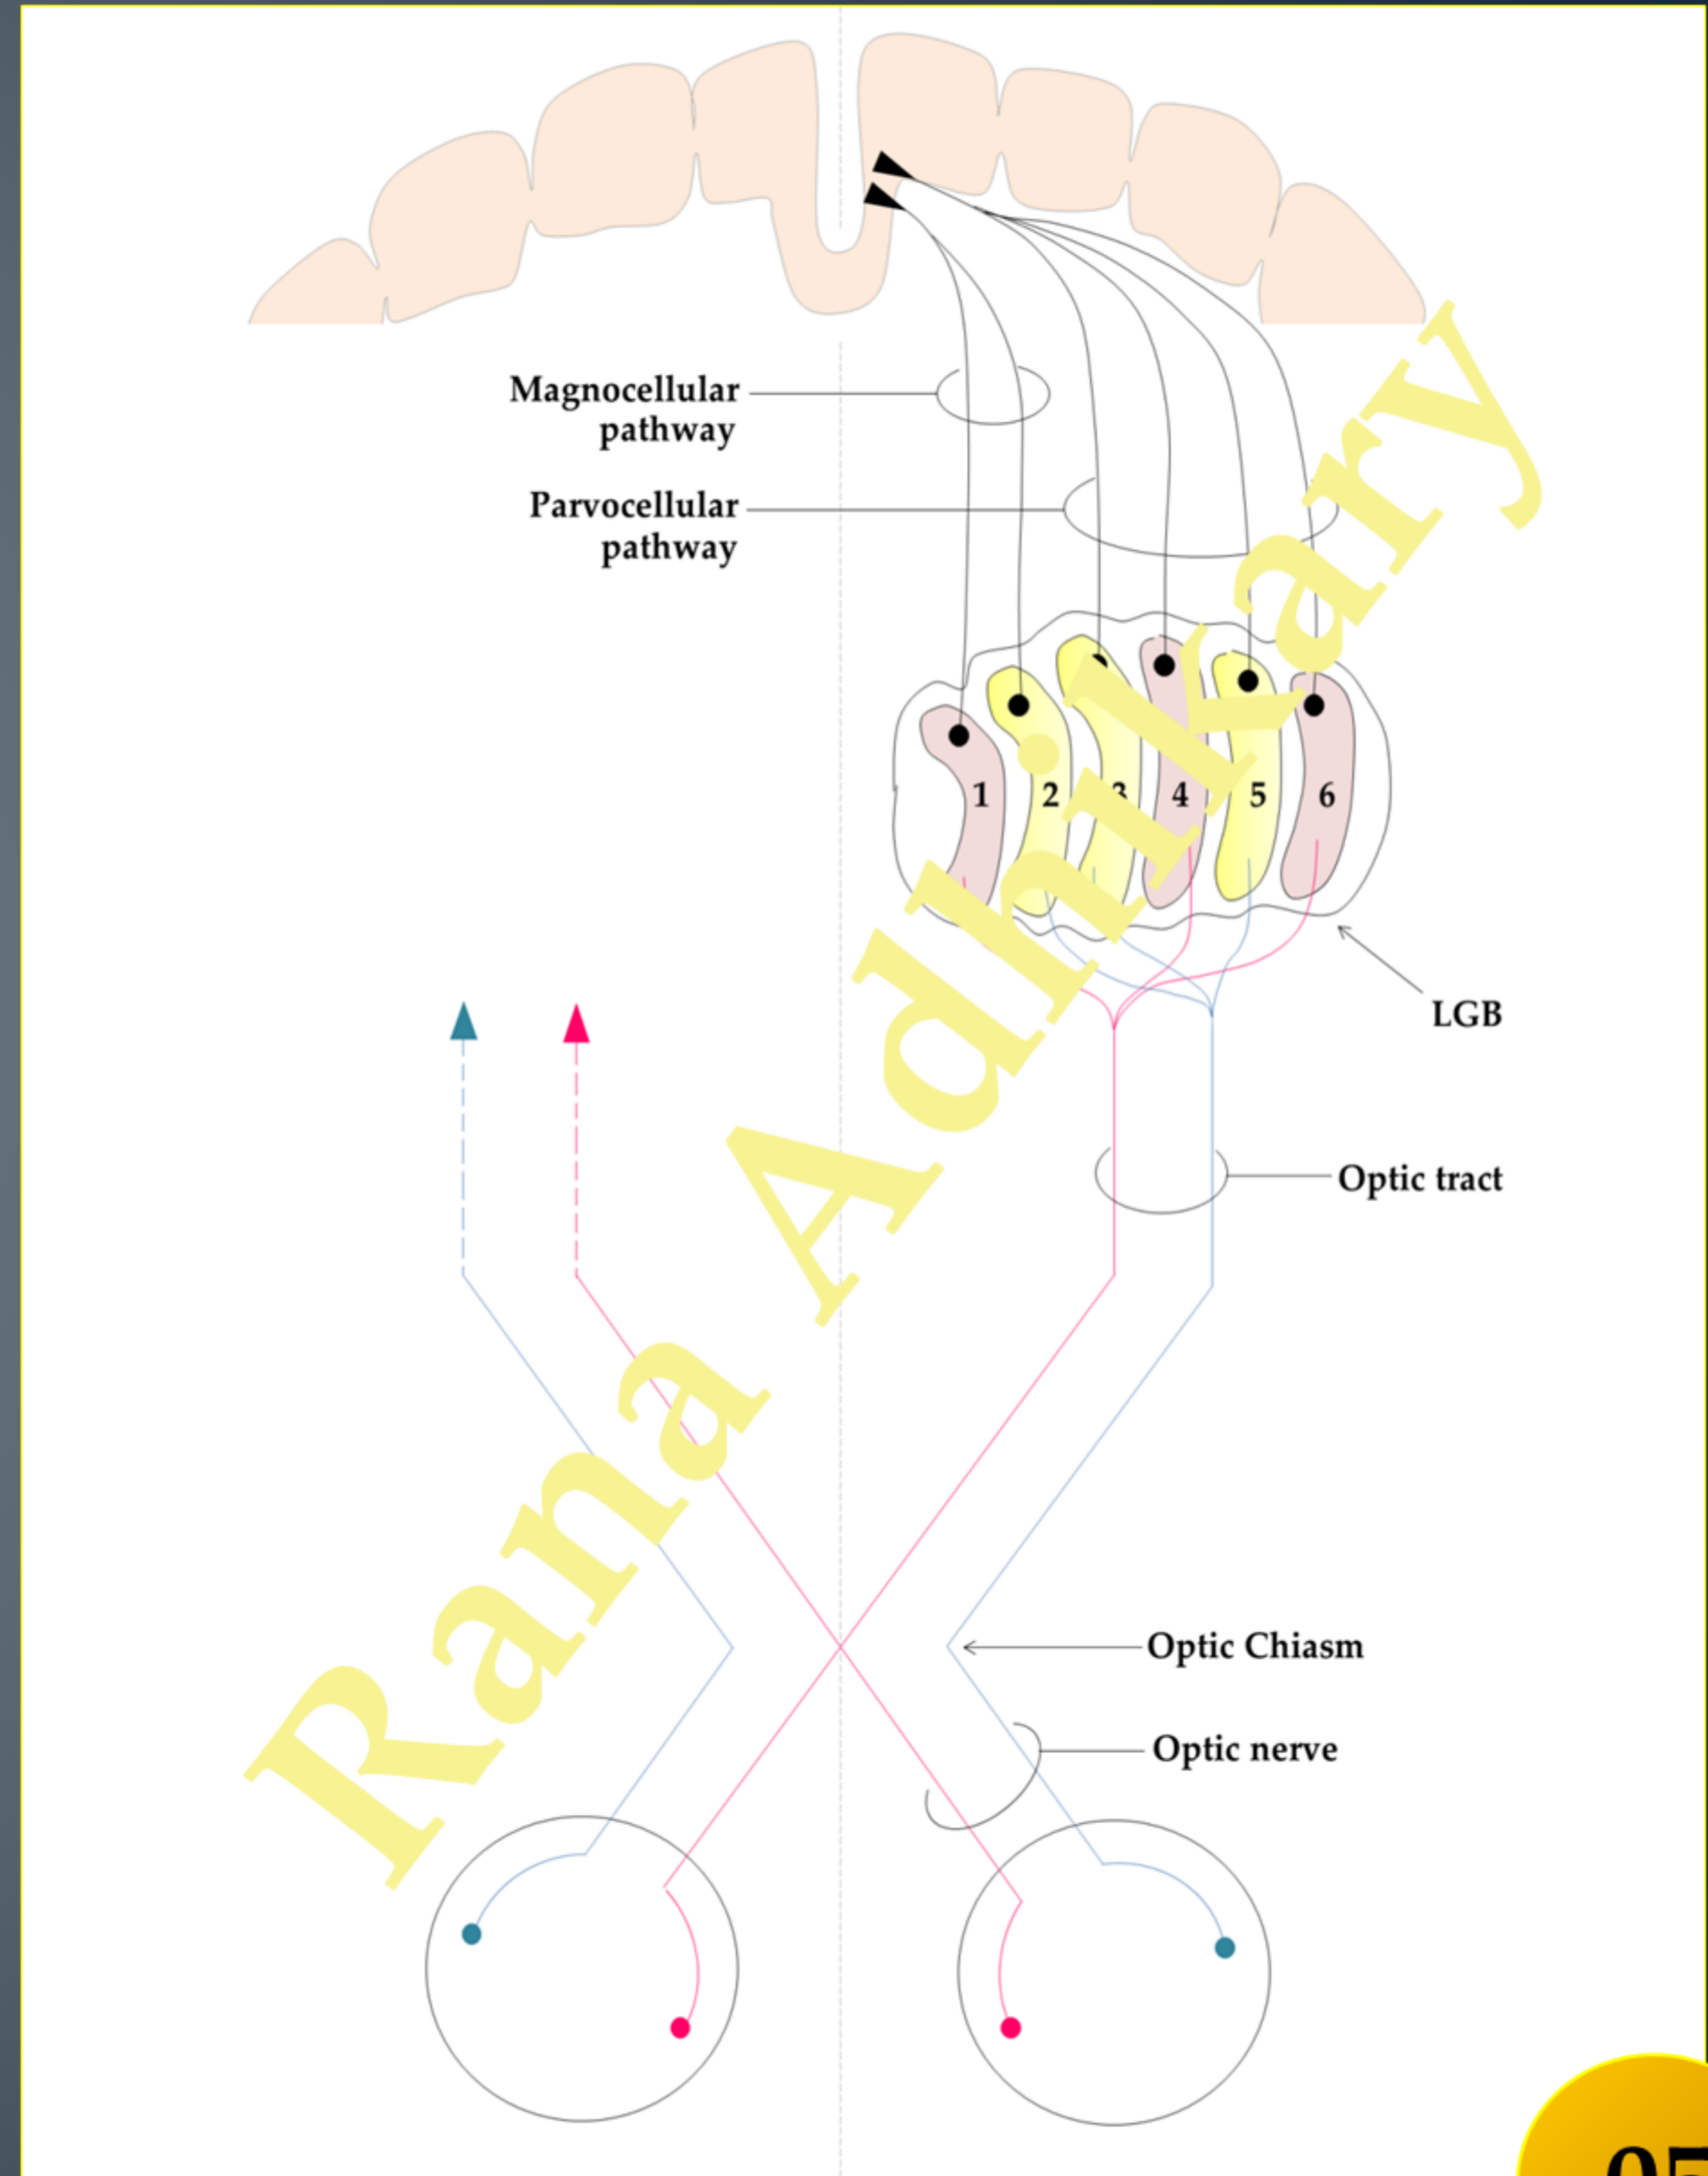 Magnocellular
pathway
Parvocellular
pathway
1 2 3 4 5 6
LGB
Optic tract
Optic Chiasm
Optic nerve
Rana Adhikary
05